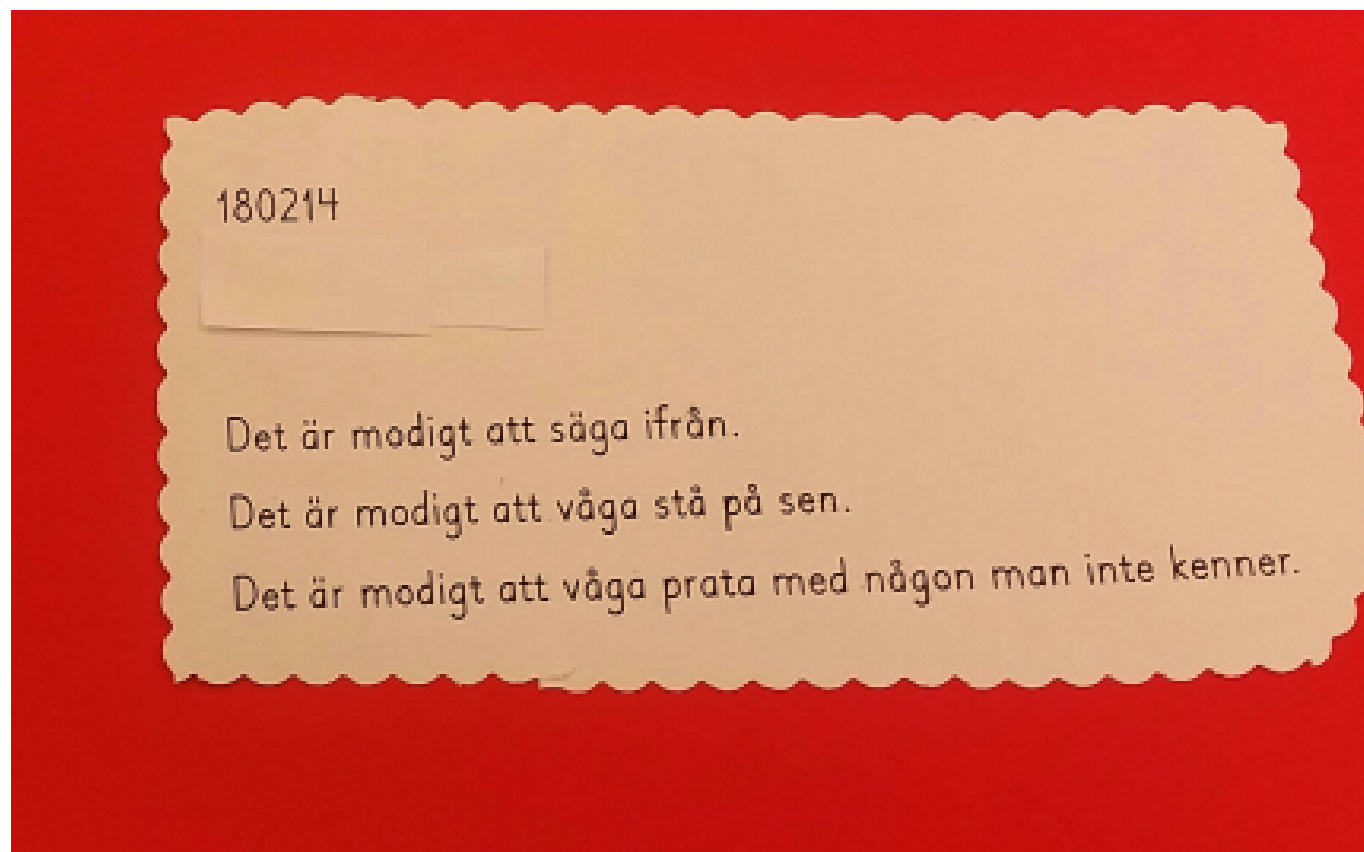 180214
Det är modigt att säga ifrån.
Det är modigt att våga stå på sen.
Det är modigt att våga prata med någon man inte kenner.